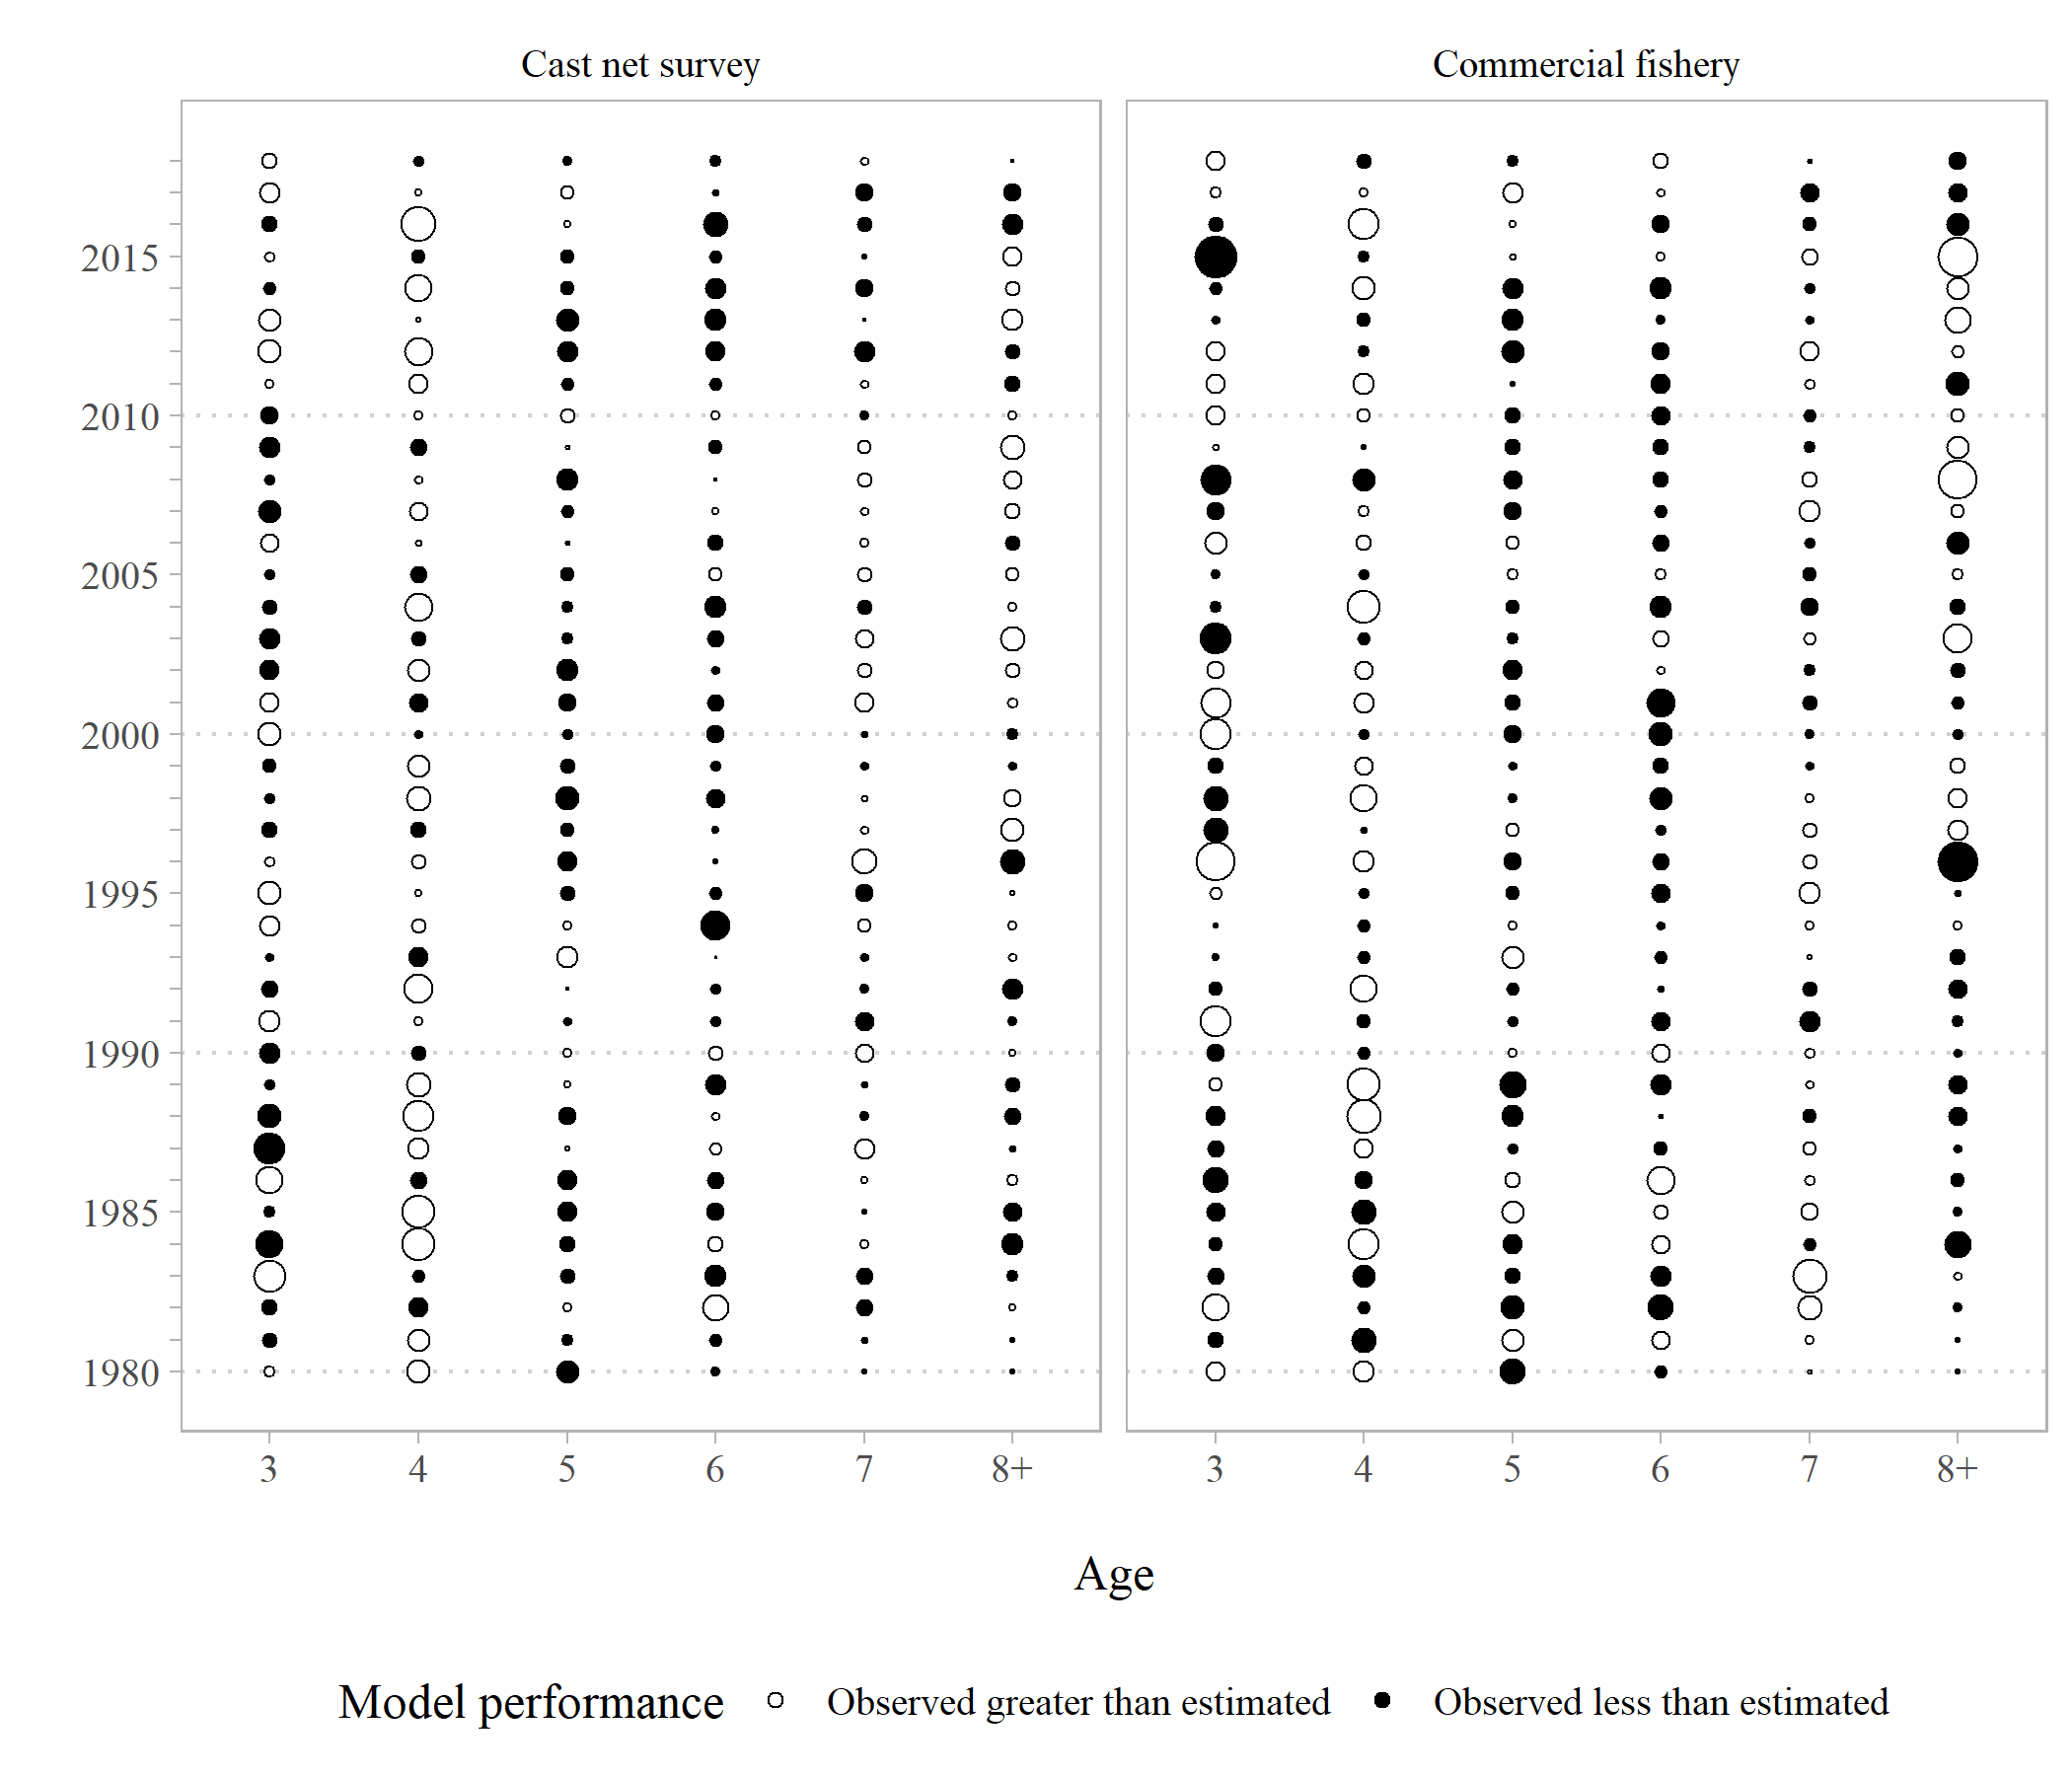 Cast net survey Commercial fishery
2015
2010
2005
2000
1995
1990
1985
1980
3 4 5 6 7 8+ 3 4 5 6 7 8+
Age
Model performance Observed greater than estimated Observed less than estimated